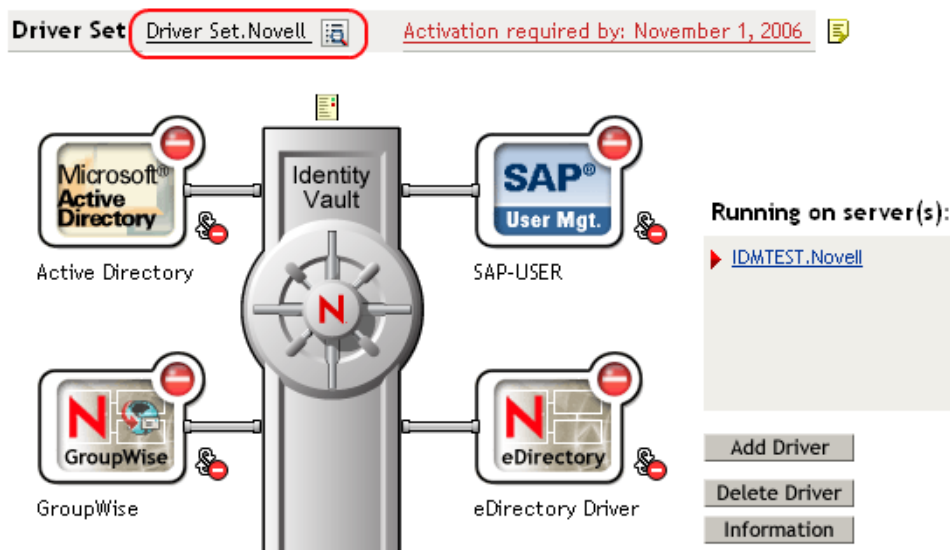 Driver Set Driver Set.Novell Activation required by: November 1, 2006
Identity
Vault
Microsoft®
Active
Directory
Active Directory
SAP®
User Mgt.
SAP-USER
Running on server(s):
IDMTEST.Novell
N
N
GroupWise
GroupWise
N
eDirectory
eDirectory Driver
Add Driver
Delete Driver
Information